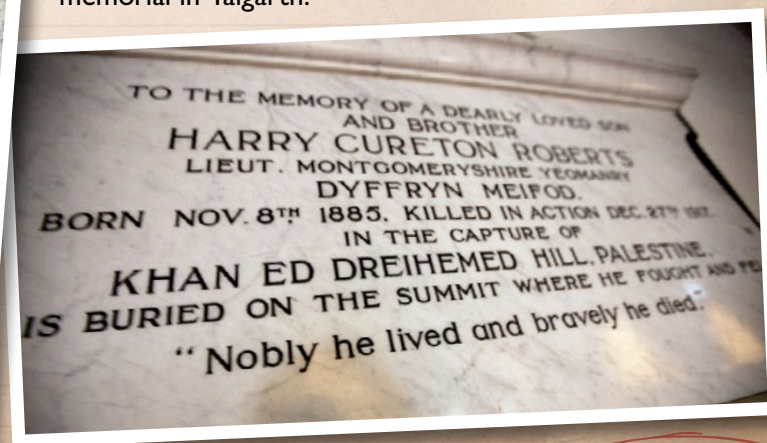 memorial in Talgarth.
TO THE MEMORY OF A DEARLY LOVED SON
AND BROTHER
HARRY CURETON ROBERTS
LIEUT. MONTGOMERYSHIRE YEOMANRY
DYFFRYN MEIFOD.
BORN NOV. 8TH 1885. KILLED IN ACTION DEC. 27TH 1917.
IN THE CAPTURE OF
KHAN ED DREIHEMED HILL, PALESTINE.
IS BURIED ON THE SUMMIT WHERE HE FOUGHT AND
"Nobly he lived and bravely he died."